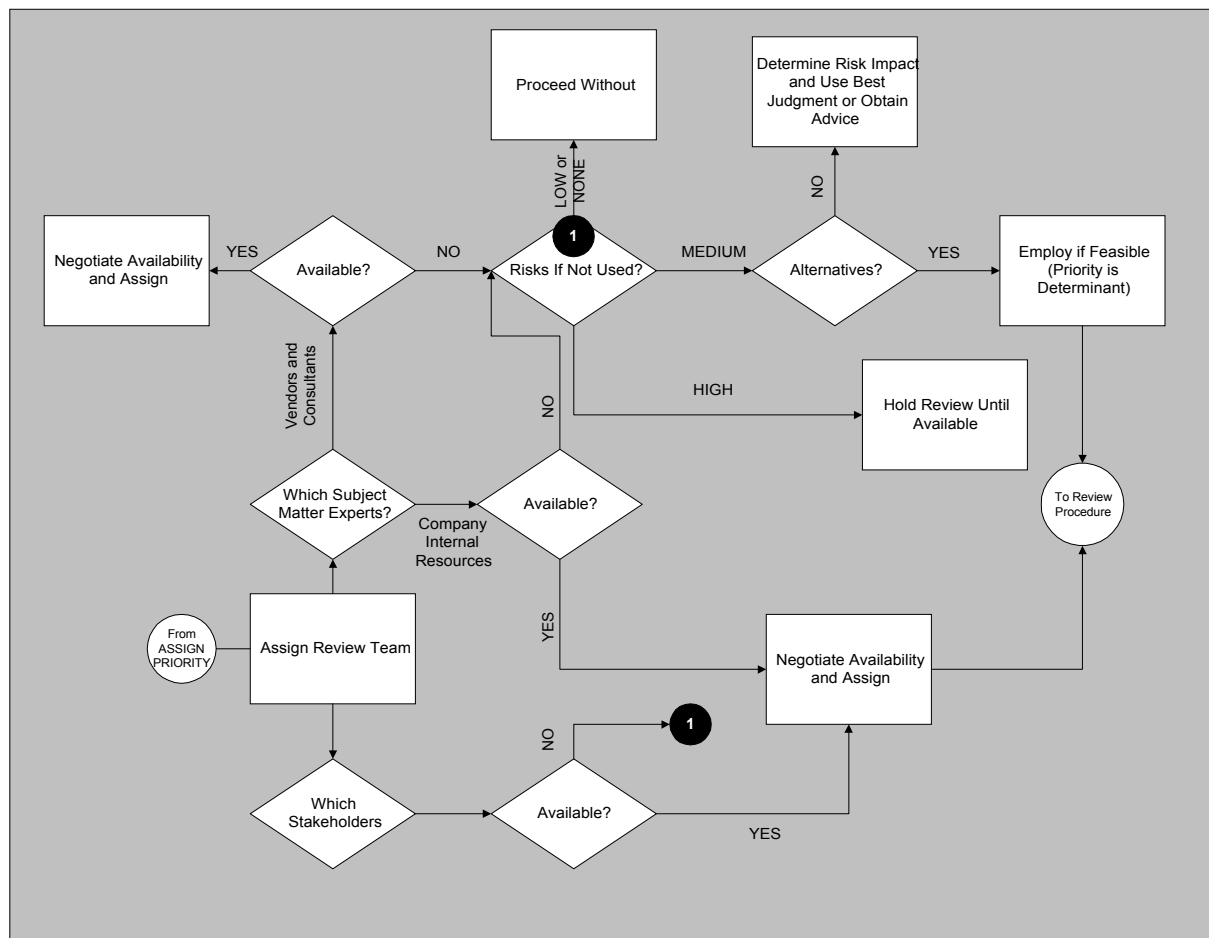 Proceed Without
Determine Risk Impact
and Use Best
Judgment or Obtain
Advice
LOW or
NONE
NO
1
Negotiate Availability
and Assign
YES
Available?
NO
Risks If Not Used?
MEDIUM
Alternatives?
YES
Employ if Feasible
(Priority is
Determinant)
Vendors and
Consultants
NO
HIGH
Hold Review Until
Available
Which Subject
Matter Experts?
Company
Internal
Resources
Available?
To Review
Procedure
From
ASSIGN
PRIORITY
Assign Review Team
YES
Negotiate Availability
and Assign
NO
1
Which
Stakeholders
Available?
YES